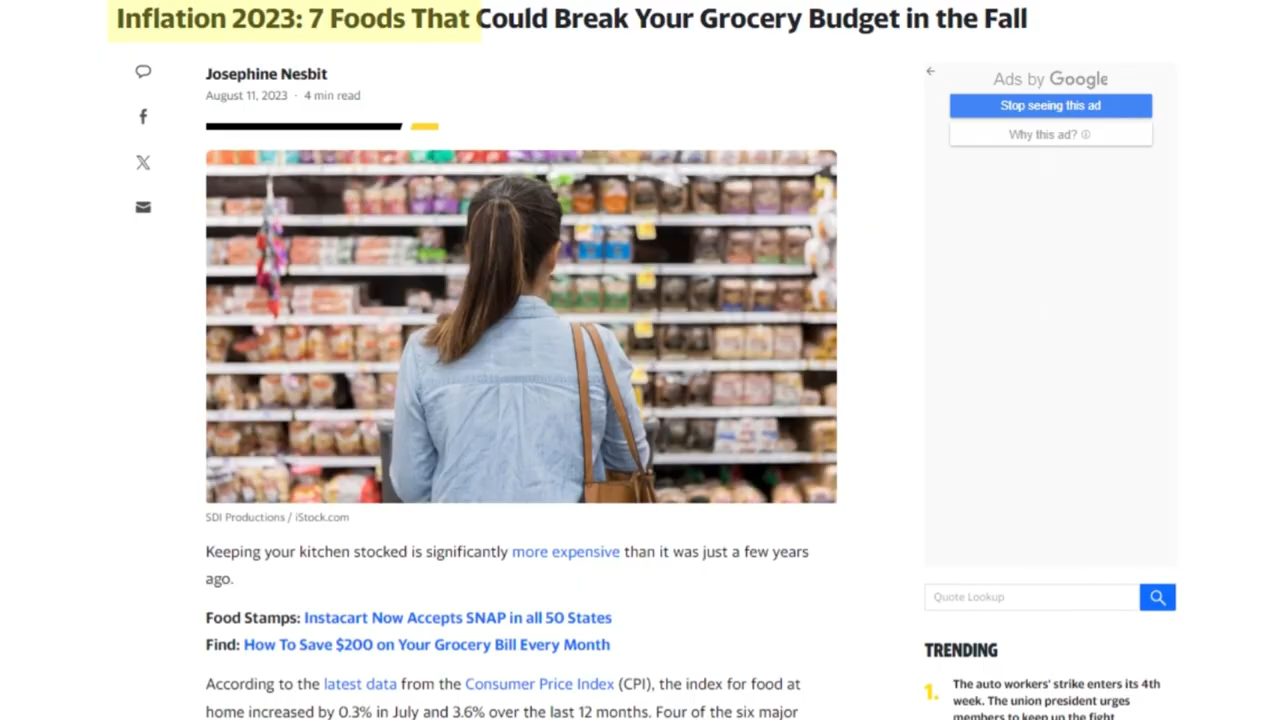 Inflation 2023: 7 Foods That Could Break Your Grocery Budget in the Fall
Josephine Nesbit
August 11, 2023 · 4 min read
SDI Productions / iStock.com
Keeping your kitchen stocked is significantly more expensive than it was just a few years
ago.
Food Stamps: Instacart Now Accepts SNAP in all 50 States
Find: How To Save $200 on Your Grocery Bill Every Month
According to the latest data from the Consumer Price Index (CPI), the index for food at
home increased by 0.3% in July and 3.6% over the last 12 months. Four of the six major
Ads by Google
Stop seeing this ad
Why this ad?
Quote Lookup
TRENDING
1. The auto workers' strike enters its 4th
week. The union president urges
members to keep up the fight